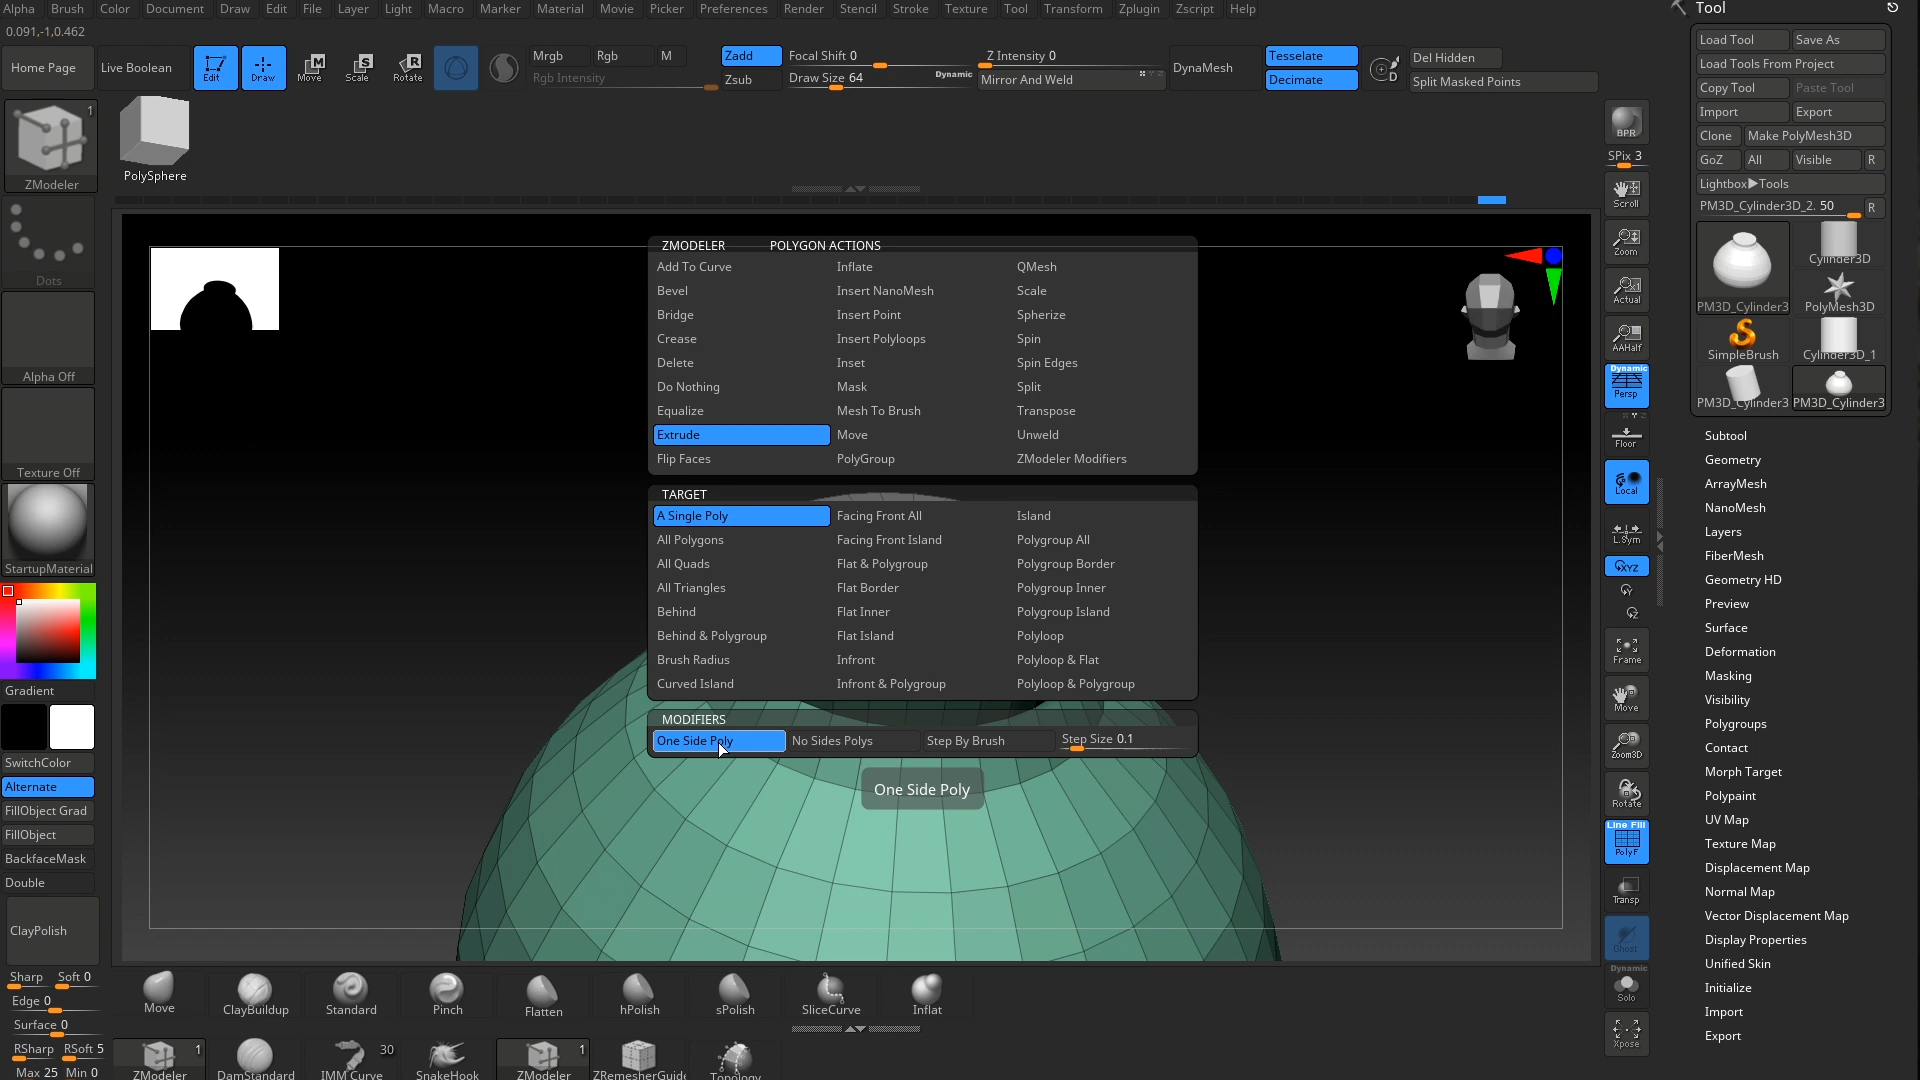 Alpha Brush Color Document Draw Edit File Layer Light Macro Marker Material Movie Picker Preferences Render Stencil Stroke Texture Tool Transform Zplugin Zscript Help
0.091,-1,0.462
Home Page
Live Boolean
Edit
Draw
Move
Scale
Rotate
Mrgb Rgb M
Rgb Intensity
Zadd
Zsub
Focal Shift 0
Draw Size 64
Dynamic
Z Intensity 0
Mirror And Weld
DynaMesh
Tesselate
Decimate
Del Hidden
Split Masked Points
1
ZModeler
PolySphere
Dots
Alpha Off
Texture Off
StartupMaterial
Gradient
SwitchColor
Alternate
FillObject Grad
FillObject
BackfaceMask
Double
ClayPolish
Sharp Soft 0
Edge 0
Surface 0
RSharp RSoft 5
Max 25 Min 0
ZMODELER POLYGON ACTIONS
Add To Curve Inflate QMesh
Bevel Insert NanoMesh Scale
Bridge Insert Point Spherize
Crease Insert Polyloops Spin
Delete Inset Spin Edges
Do Nothing Mask Split
Equalize Mesh To Brush Transpose
Extrude Move Unweld
Flip Faces PolyGroup ZModeler Modifiers
TARGET
A Single Poly Facing Front All Island
All Polygons Facing Front Island Polygroup All
All Quads Flat & Polygroup Polygroup Border
All Triangles Flat Border Polygroup Inner
Behind Flat Inner Polygroup Island
Behind & Polygroup Flat Island Polyloop
Brush Radius Infront Polyloop & Flat
Curved Island Infront & Polygroup Polyloop & Polygroup
MODIFIERS
One Side Poly No Sides Polys Step By Brush Step Size 0.1
One Side Poly
Move ClayBuildup Standard Pinch Flatten hPolish sPolish SliceCurve Inflat
1 30 1
ZModeler DamStandard IMM Curve SnakeHook ZModeler ZRemesherGuide Topology
BPR
SPix 3
Scroll
Zoom
Actual
AAHalf
Dynamic
Persp
Floor
Local
L.Sym
XYZ
Y
Z
Frame
Move
Zoom3D
Rotate
Line Fill
PolyF
Transp
Ghost
Dynamic
Solo
Xpose
Tool
Load Tool Save As
Load Tools From Project
Copy Tool Paste Tool
Import Export
Clone Make PolyMesh3D
GoZ All Visible R
Lightbox▶Tools
PM3D_Cylinder3D_2. 50 R
PM3D_Cylinder3
Cylinder3D
PolyMesh3D
SimpleBrush Cylinder3D_1
PM3D_Cylinder3 PM3D_Cylinder3
Subtool
Geometry
ArrayMesh
NanoMesh
Layers
FiberMesh
Geometry HD
Preview
Surface
Deformation
Masking
Visibility
Polygroups
Contact
Morph Target
Polypaint
UV Map
Texture Map
Displacement Map
Normal Map
Vector Displacement Map
Display Properties
Unified Skin
Initialize
Import
Export